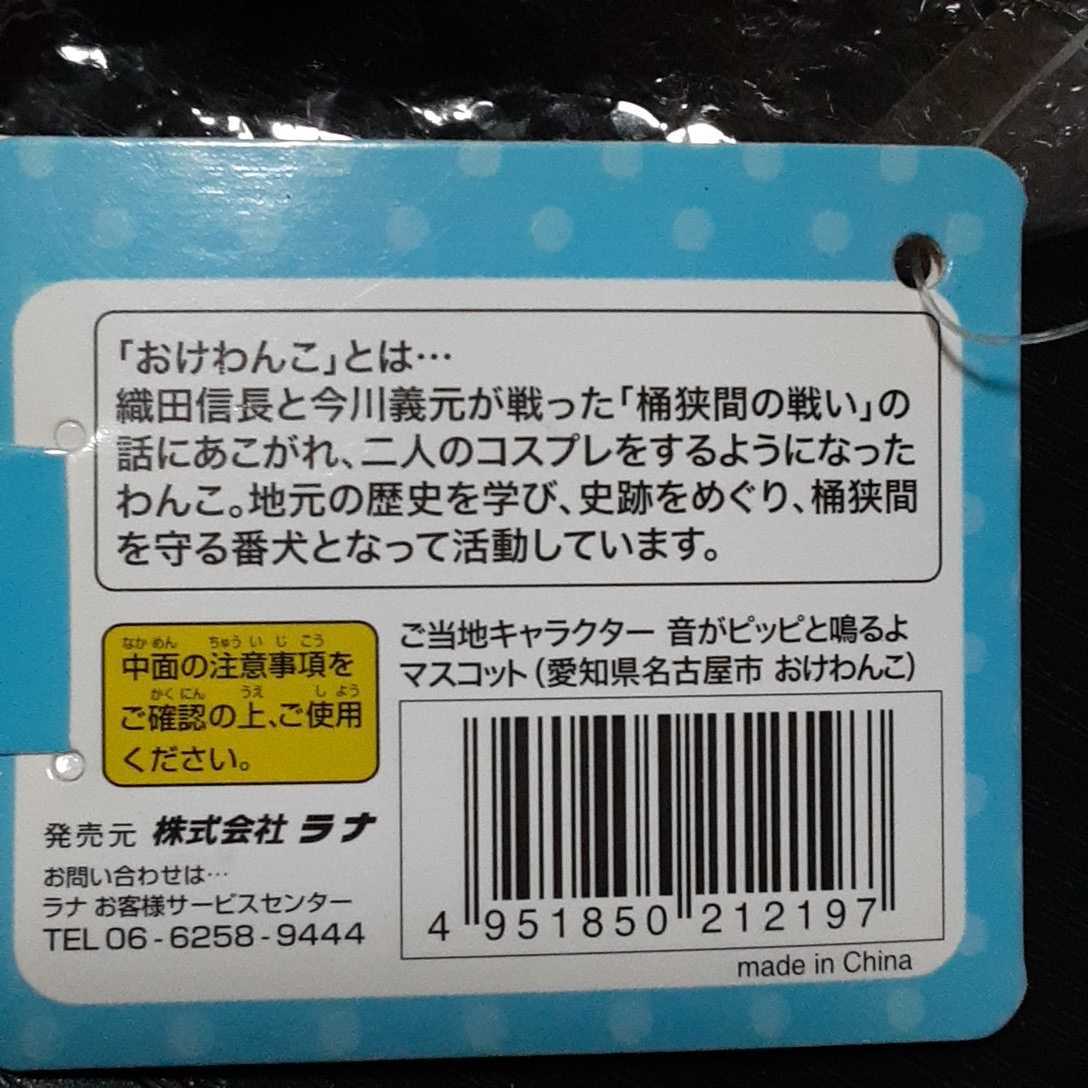 「おけわんこ」とは…
織田信長と今川義元が戦った「桶狭間の戦い」の
話にあこがれ、二人のコスプレをするようになった
わんこ。地元の歴史を学び、史跡をめぐり、桶狭間
を守る番犬となって活動しています。
なかめん ちゅういじこう
中面の注意事項を
かくにん うえ しよう
ご確認の上、ご使用
ください。
ご当地キャラクター 音がピッピと鳴るよ
マスコット(愛知県名古屋市 おけわんこ)
4 951850 212197
made in China
発売元 株式会社 ラナ
お問い合わせは…
ラナ お客様サービスセンター
TEL 06-6258-9444